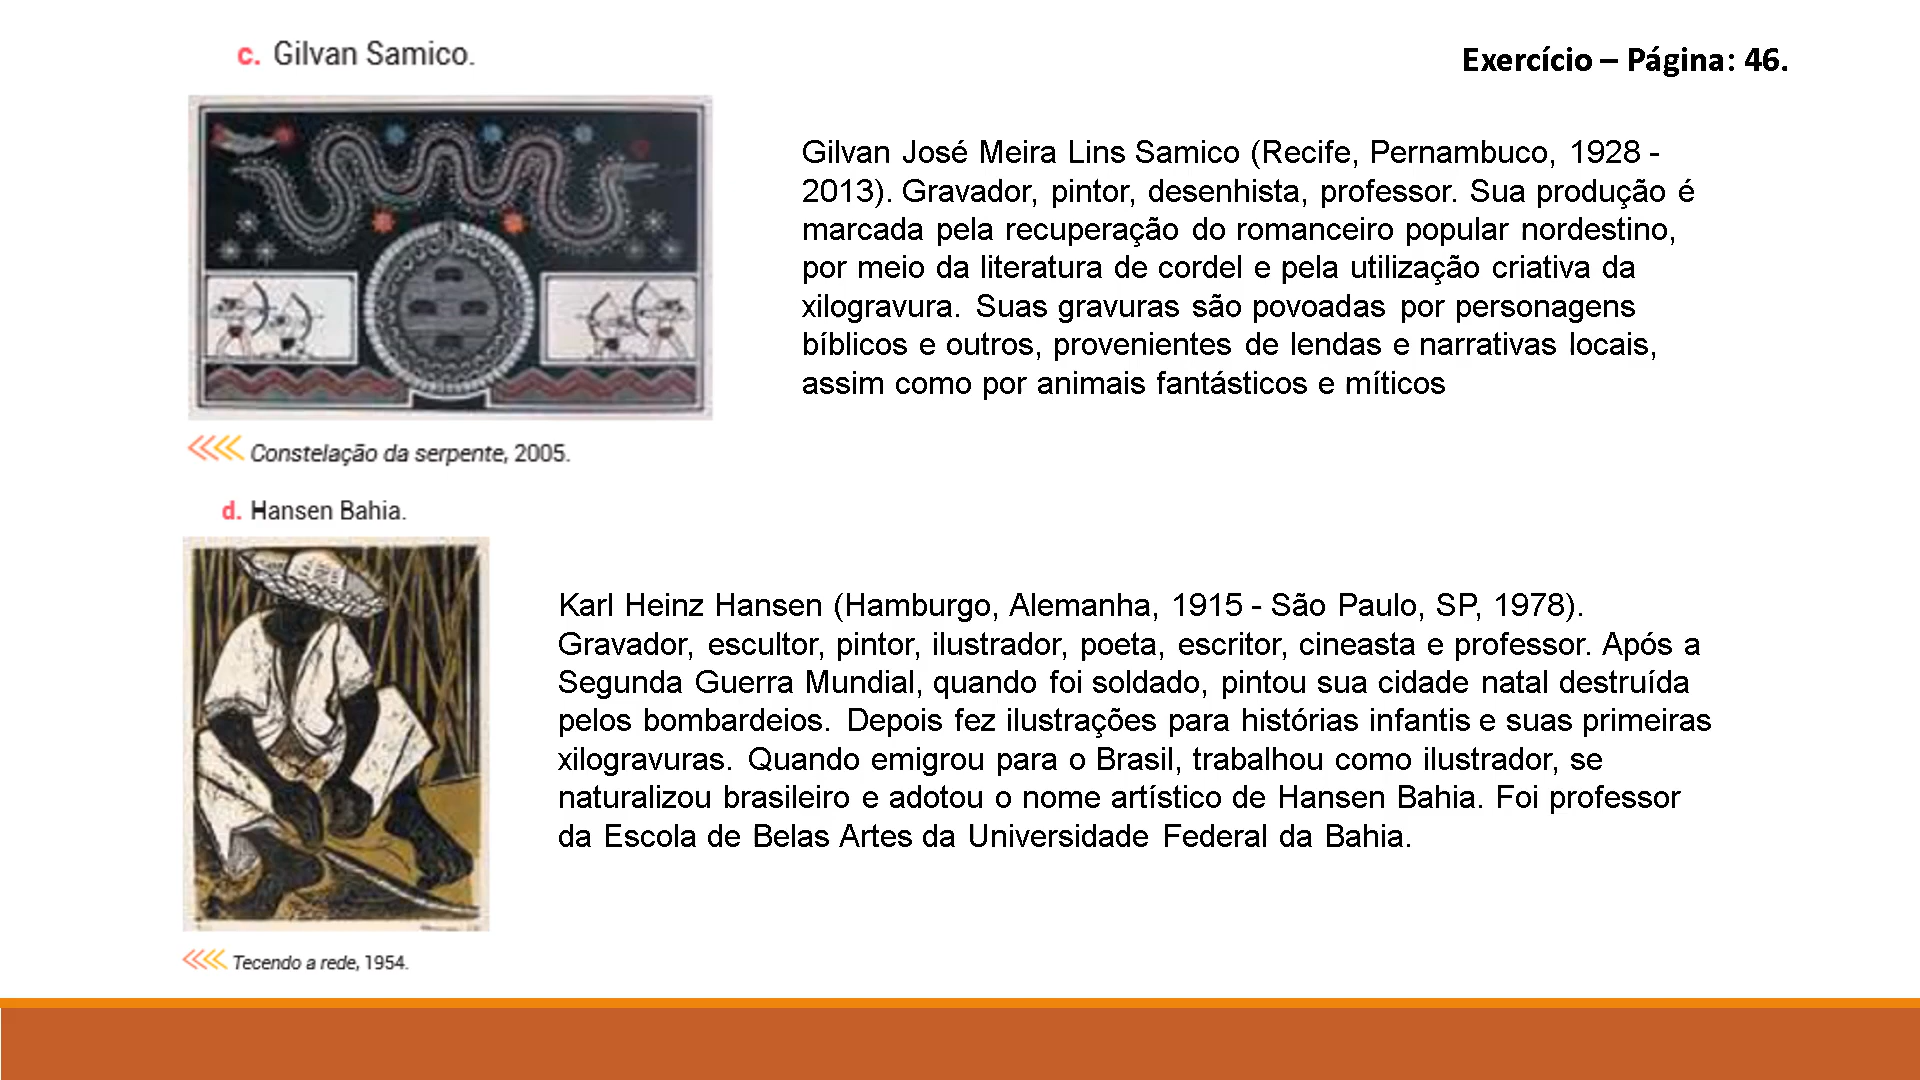 c. Gilvan Samico.
Exercício – Página: 46.
Gilvan José Meira Lins Samico (Recife, Pernambuco, 1928 -
2013). Gravador, pintor, desenhista, professor. Sua produção é
marcada pela recuperação do romanceiro popular nordestino,
por meio da literatura de cordel e pela utilização criativa da
xilogravura. Suas gravuras são povoadas por personagens
bíblicos e outros, provenientes de lendas e narrativas locais,
assim como por animais fantásticos e míticos
Constelação da serpente, 2005.
d. Hansen Bahia.
Karl Heinz Hansen (Hamburgo, Alemanha, 1915 - São Paulo, SP, 1978).
Gravador, escultor, pintor, ilustrador, poeta, escritor, cineasta e professor. Após a
Segunda Guerra Mundial, quando foi soldado, pintou sua cidade natal destruída
pelos bombardeios. Depois fez ilustrações para histórias infantis e suas primeiras
xilogravuras. Quando emigrou para o Brasil, trabalhou como ilustrador, se
naturalizou brasileiro e adotou o nome artístico de Hansen Bahia. Foi professor
da Escola de Belas Artes da Universidade Federal da Bahia.
Tecendo a rede, 1954.